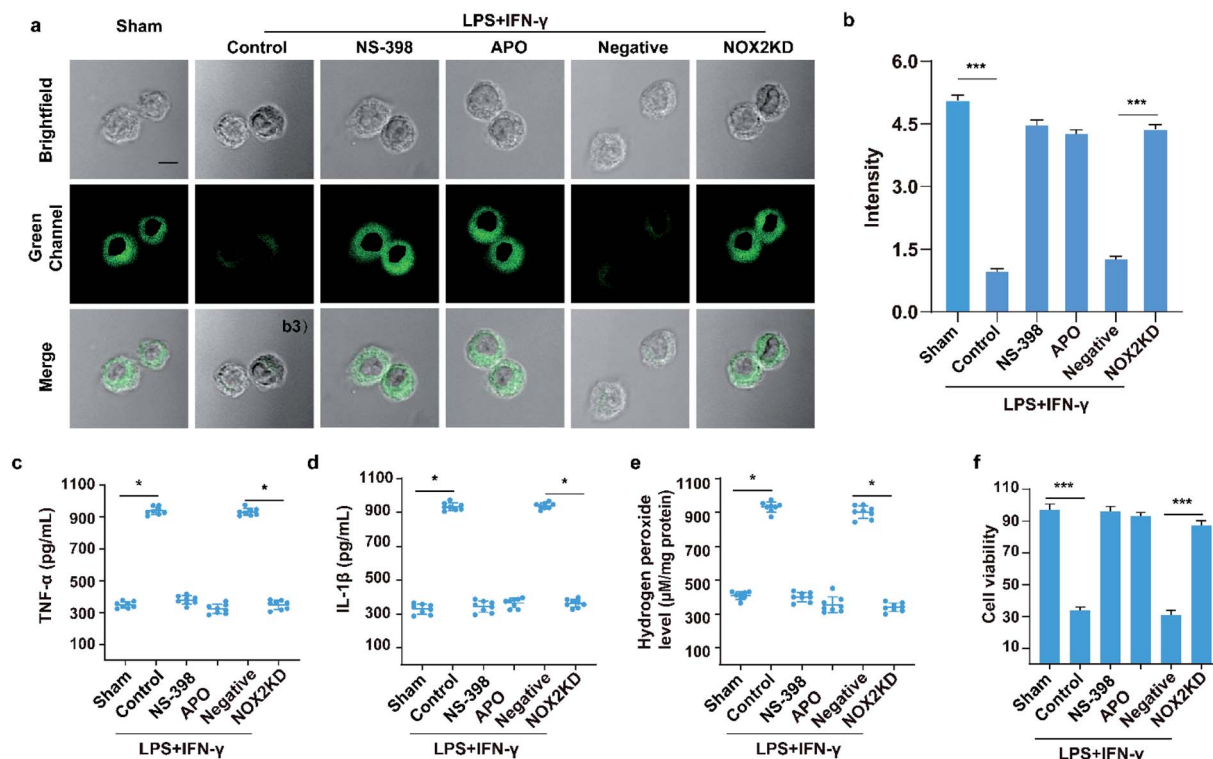 a
Sham
LPS+IFN-γ
Control
NS-398
APO
Negative
NOX2KD
Brightfield
Green
Channel
Merge
b3)
b
Intensity
6.0
4.5
3.0
1.5
0.0
***
***
Sham
Control
NS-398
APO
Negative
NOX2KD
LPS+IFN-γ
c
TNF-α (pg/mL)
1100
900
700
500
300
100
*
*
Sham
Control
NS-398
APO
Negative
NOX2KD
LPS+IFN-γ
d
IL-1β (pg/mL)
1100
900
700
500
300
100
*
*
Sham
Control
NS-398
APO
Negative
NOX2KD
LPS+IFN-γ
e
Hydrogen peroxide
level (μM/mg protein)
1100
900
700
500
300
100
*
*
Sham
Control
NS-398
APO
Negative
NOX2KD
LPS+IFN-γ
f
Cell viability
110
90
70
50
30
10
***
***
Sham
Control
NS-398
APO
Negative
NOX2KD
LPS+IFN-γ